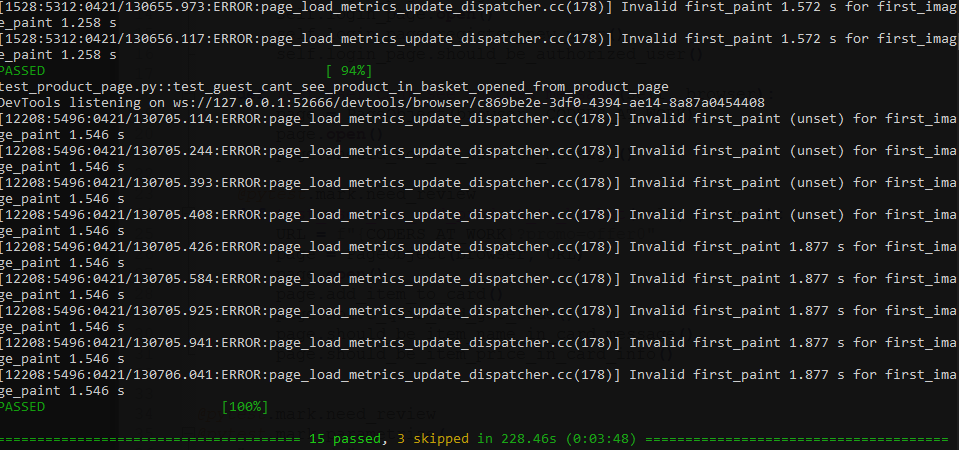 [1528:5312:0421/130655.973:ERROR:page_load_metrics_update_dispatcher.cc(178)] Invalid first_paint 1.572 s for first_imag
e_paint 1.258 s
[1528:5312:0421/130656.117:ERROR:page_load_metrics_update_dispatcher.cc(178)] Invalid first_paint 1.572 s for first_imag
e_paint 1.258 s
PASSED [ 94%]
test_product_page.py::test_guest_cant_see_product_in_basket_opened_from_product_page
DevTools listening on ws://127.0.0.1:52666/devtools/browser/c869be2e-3df0-4394-ae14-8a87a0454408
[12208:5496:0421/130705.114:ERROR:page_load_metrics_update_dispatcher.cc(178)] Invalid first_paint (unset) for first_ima
ge_paint 1.546 s
[12208:5496:0421/130705.244:ERROR:page_load_metrics_update_dispatcher.cc(178)] Invalid first_paint (unset) for first_ima
ge_paint 1.546 s
[12208:5496:0421/130705.393:ERROR:page_load_metrics_update_dispatcher.cc(178)] Invalid first_paint (unset) for first_ima
ge_paint 1.546 s
[12208:5496:0421/130705.408:ERROR:page_load_metrics_update_dispatcher.cc(178)] Invalid first_paint (unset) for first_ima
ge_paint 1.546 s
[12208:5496:0421/130705.426:ERROR:page_load_metrics_update_dispatcher.cc(178)] Invalid first_paint 1.877 s for first_ima
ge_paint 1.546 s
[12208:5496:0421/130705.584:ERROR:page_load_metrics_update_dispatcher.cc(178)] Invalid first_paint 1.877 s for first_ima
ge_paint 1.546 s
[12208:5496:0421/130705.925:ERROR:page_load_metrics_update_dispatcher.cc(178)] Invalid first_paint 1.877 s for first_ima
ge_paint 1.546 s
[12208:5496:0421/130705.941:ERROR:page_load_metrics_update_dispatcher.cc(178)] Invalid first_paint 1.877 s for first_ima
ge_paint 1.546 s
[12208:5496:0421/130706.041:ERROR:page_load_metrics_update_dispatcher.cc(178)] Invalid first_paint 1.877 s for first_ima
ge_paint 1.546 s
PASSED [100%]
==================================== 15 passed, 3 skipped in 228.46s (0:03:48) =====================================